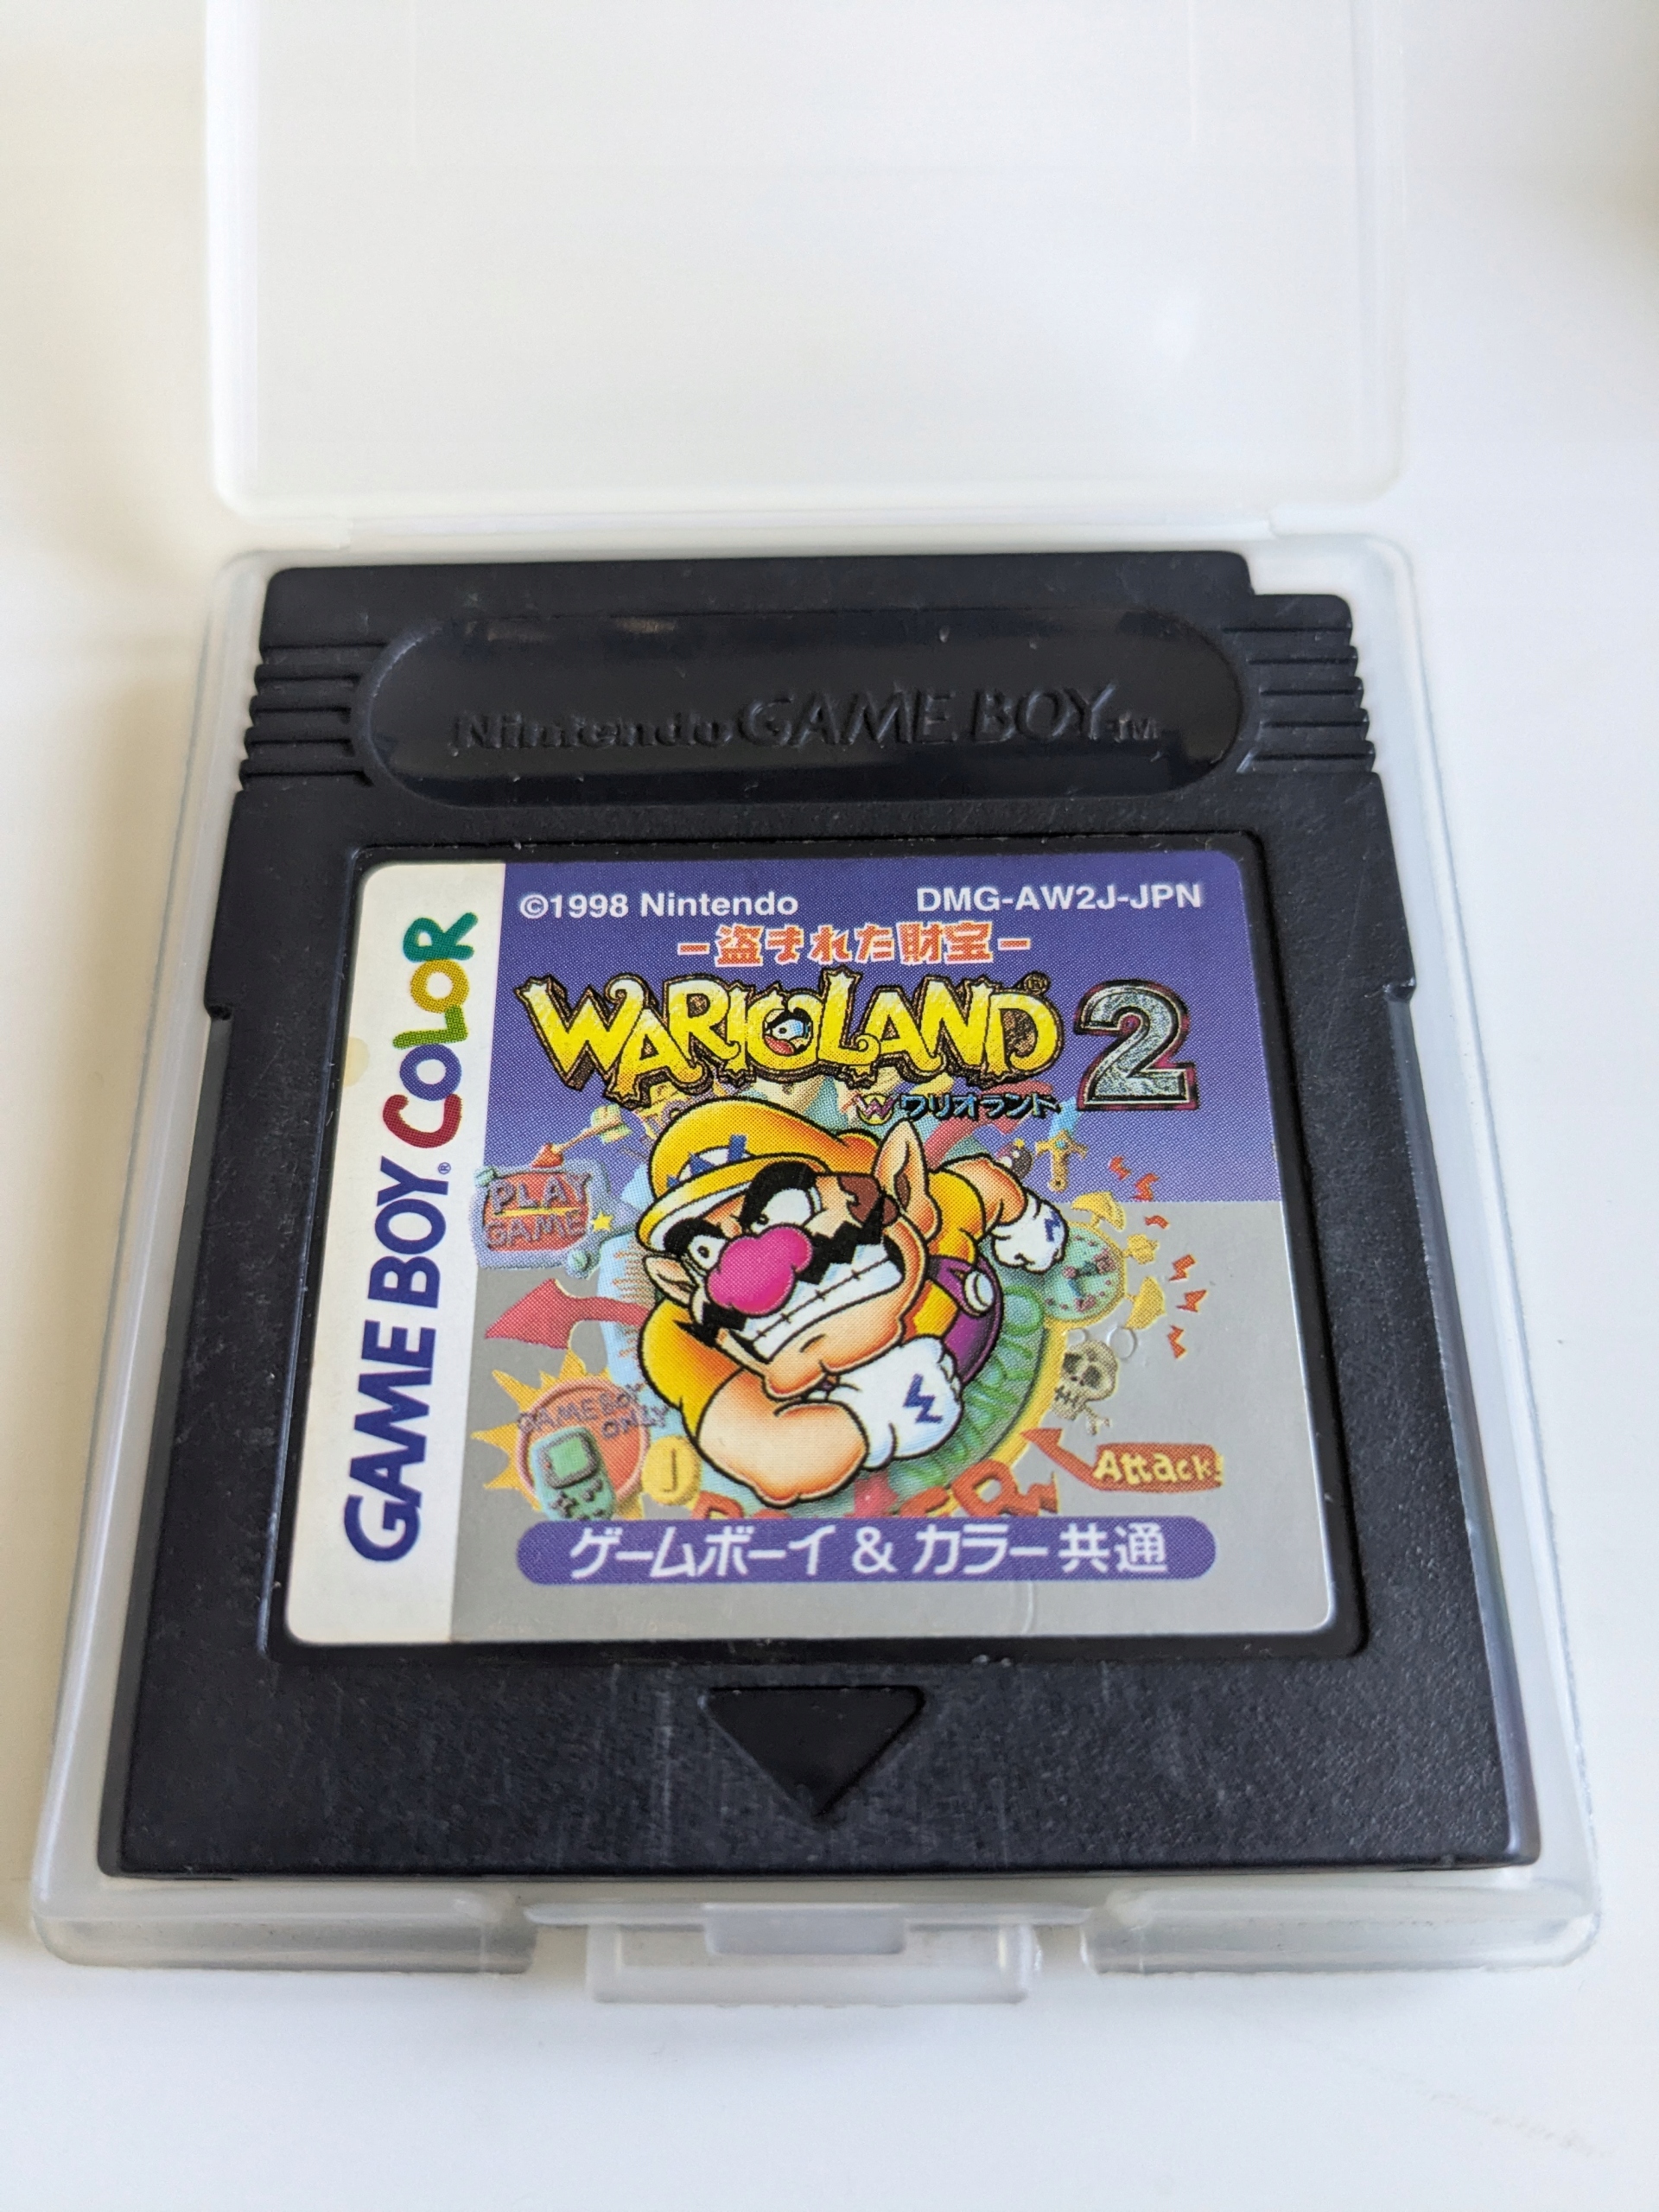 Nintendo GAME BOY TM
GAME BOY® COLOR
©1998 Nintendo DMG-AW2J-JPN
-盗まれた財宝-
WARIOLAND® 2
ワリオランド
PLAY
GAME
GAME BOY
ONLY
WARIO
Attack!
ゲームボーイ & カラー共通